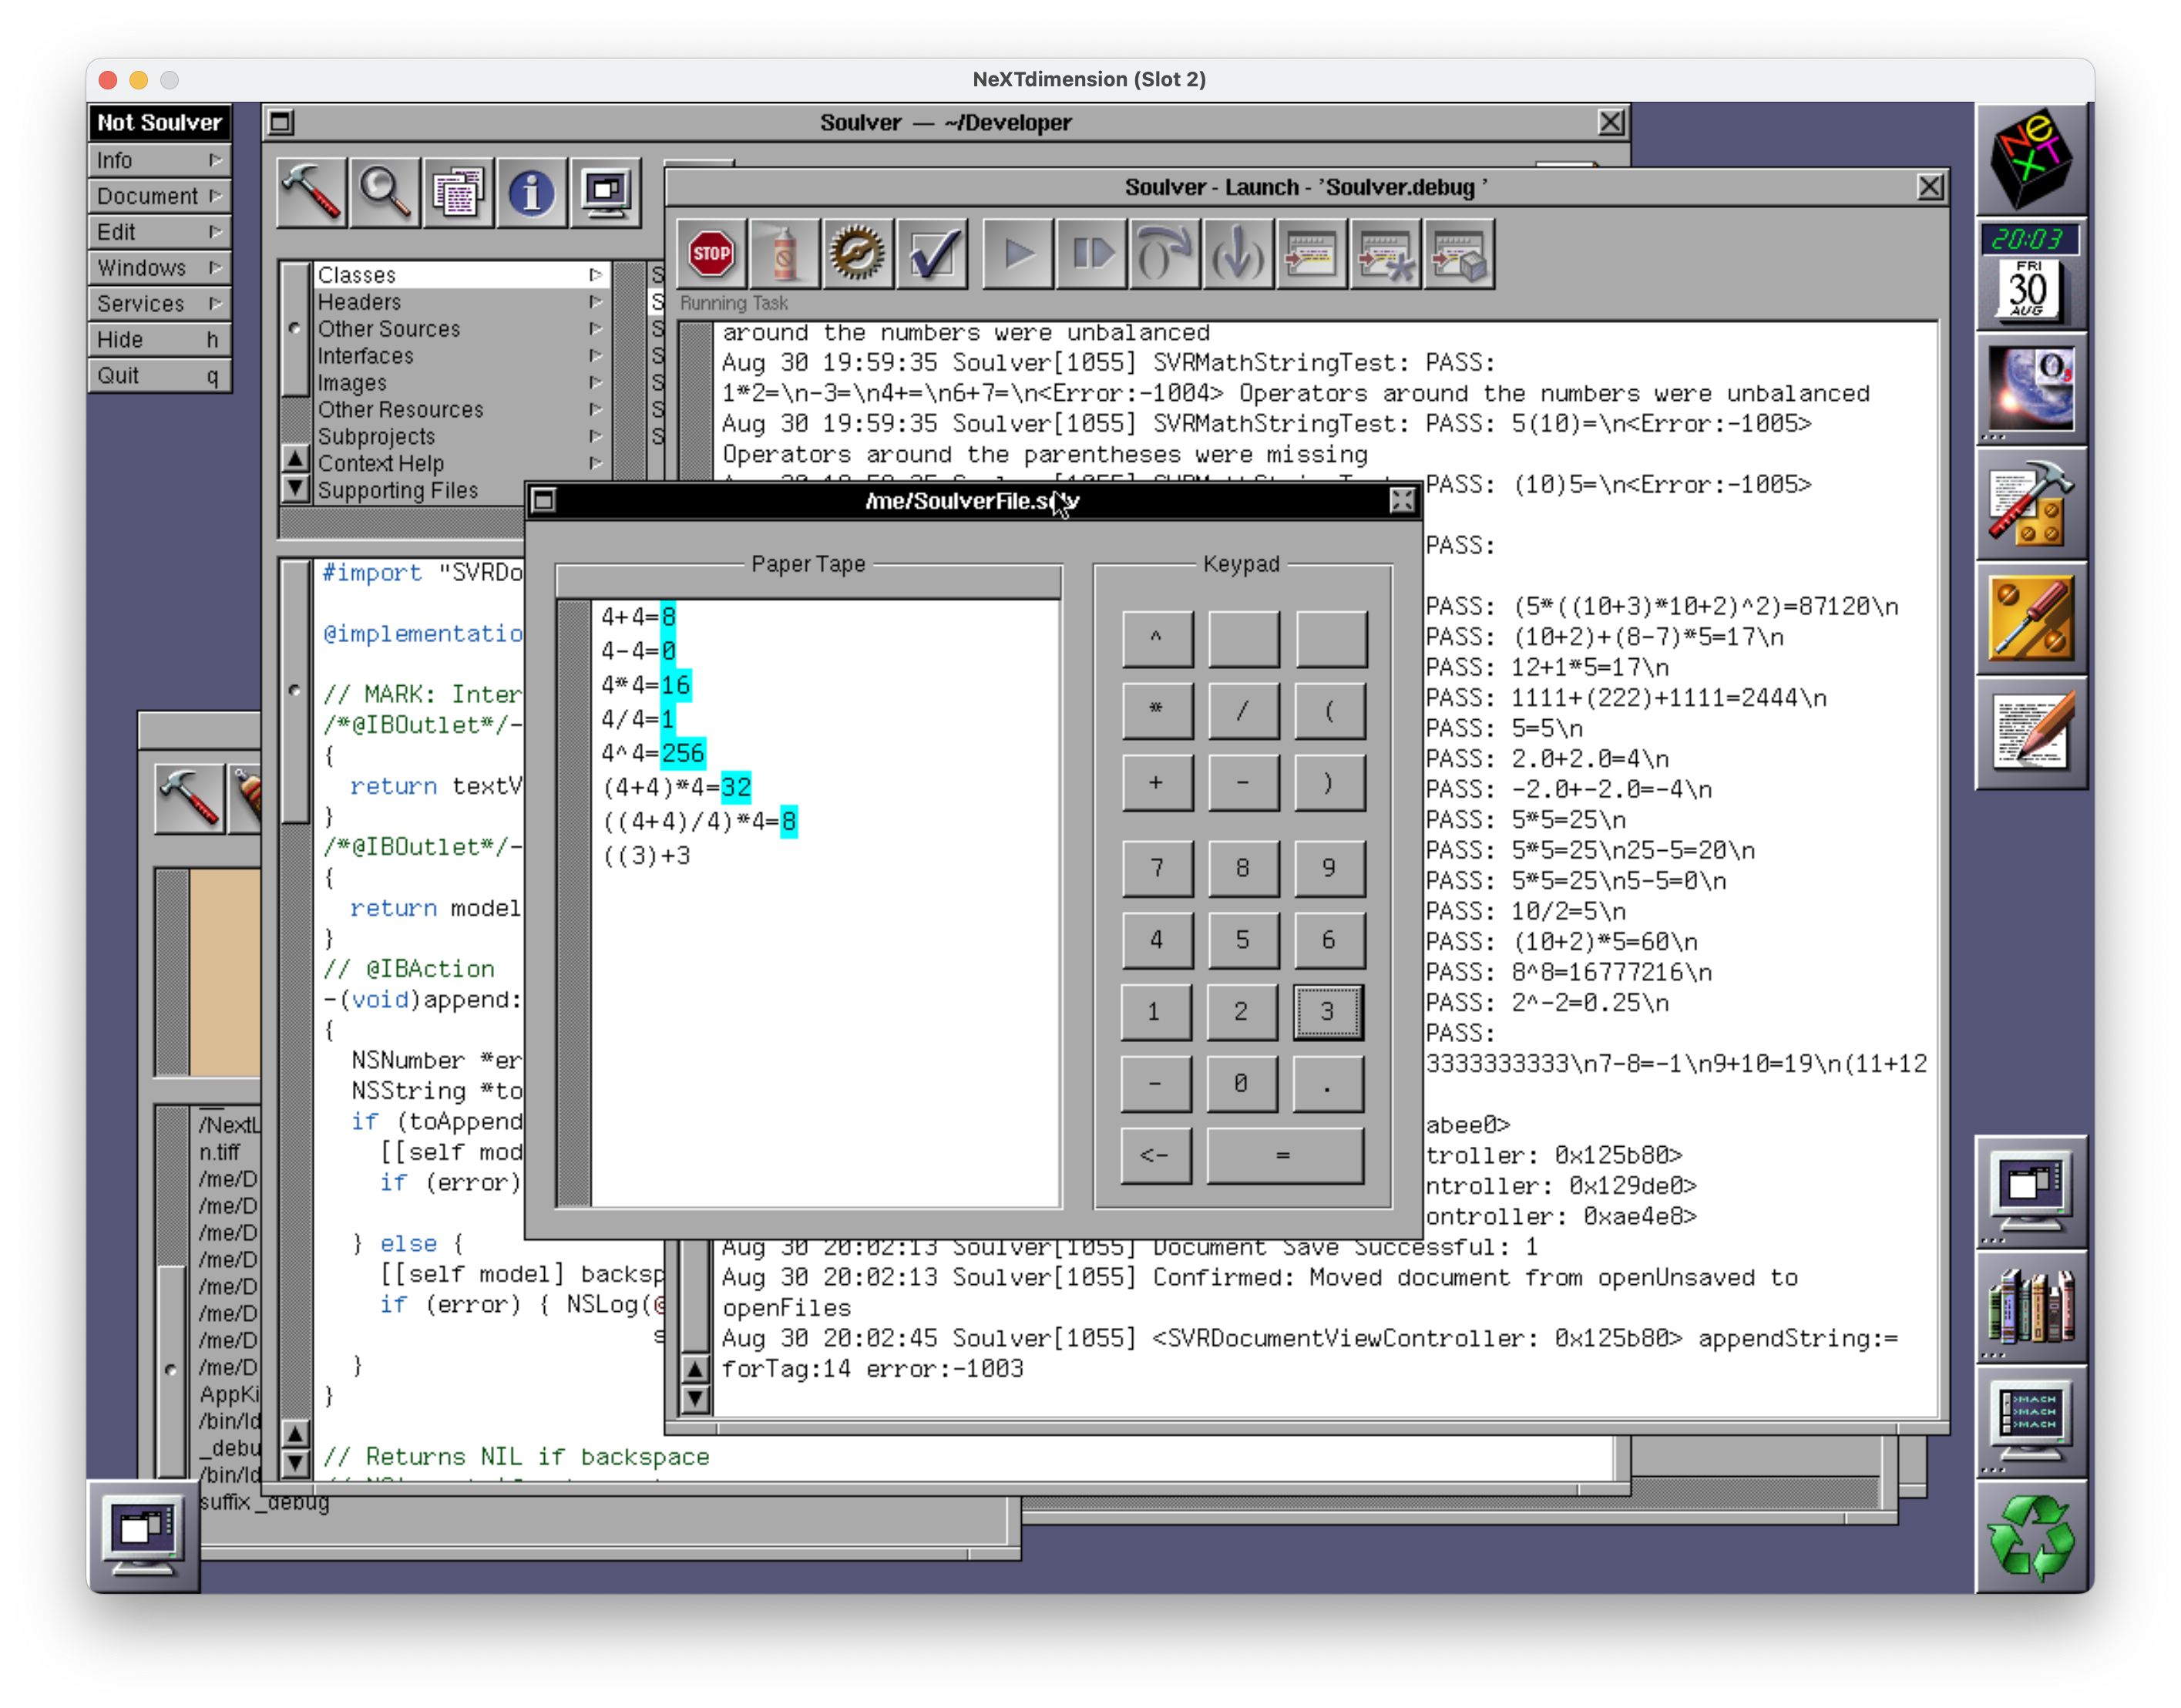 NeXTdimension (Slot 2)
Not Soulver
Info
Document
Edit
Windows
Services
Hide h
Quit q
Soulver — ~/Developer
Classes
Headers
Other Sources
Interfaces
Images
Other Resources
Subprojects
Context Help
Supporting Files
S
S
S
S
S
S
S
#import "SVRDo
@implementatio
// MARK: Inter
/*@IBOutlet*/-
{
return textV
}
/*@IBOutlet*/-
{
return model
}
// @IBAction
-(void)append:
{
NSNumber *er
NSString *to
if (toAppend
[[self mod
if (error)
} else {
[[self model] backsp
if (error) { NSLog(@
s
}
}
// Returns NIL if backspace
Soulver - Launch - 'Soulver.debug '
STOP
Running Task
around the numbers were unbalanced
Aug 30 19:59:35 Soulver[1055] SVRMathStringTest: PASS:
1*2=\n-3=\n4+=\n6+7=\n<Error:-1004> Operators around the numbers were unbalanced
Aug 30 19:59:35 Soulver[1055] SVRMathStringTest: PASS: 5(10)=\n<Error:-1005>
Operators around the parentheses were missing
PASS: (10)5=\n<Error:-1005>
PASS:
PASS: (5*((10+3)*10+2)^2)=87120\n
PASS: (10+2)+(8-7)*5=17\n
PASS: 12+1*5=17\n
PASS: 1111+(222)+1111=2444\n
PASS: 5=5\n
PASS: 2.0+2.0=4\n
PASS: -2.0+-2.0=-4\n
PASS: 5*5=25\n
PASS: 5*5=25\n25-5=20\n
PASS: 5*5=25\n5-5=0\n
PASS: 10/2=5\n
PASS: (10+2)*5=60\n
PASS: 8^8=16777216\n
PASS: 2^-2=0.25\n
PASS:
3333333333\n7-8=-1\n9+10=19\n(11+12
abee0>
troller: 0x125b80>
ntroller: 0x129de0>
ontroller: 0xae4e8>
Aug 30 20:02:13 Soulver[1055] Document Save Successful: 1
Aug 30 20:02:13 Soulver[1055] Confirmed: Moved document from openUnsaved to
openFiles
Aug 30 20:02:45 Soulver[1055] <SVRDocumentViewController: 0x125b80> appendString:=
forTag:14 error:-1003
/me/SoulverFile.solv
Paper Tape
4+4=8
4-4=0
4*4=16
4/4=1
4^4=256
(4+4)*4=32
((4+4)/4)*4=8
((3)+3
Keypad
^
* / (
+ - )
7 8 9
4 5 6
1 2 3
- 0 .
<- =
/NextL
n.tiff
/me/D
/me/D
/me/D
/me/D
/me/D
/me/D
/me/D
/me/D
AppKi
/bin/ld
_debu
/bin/ld
suffix _debug
NeXT
20:03
FRI
30
AUG
>MACH
>MACH
>MACH